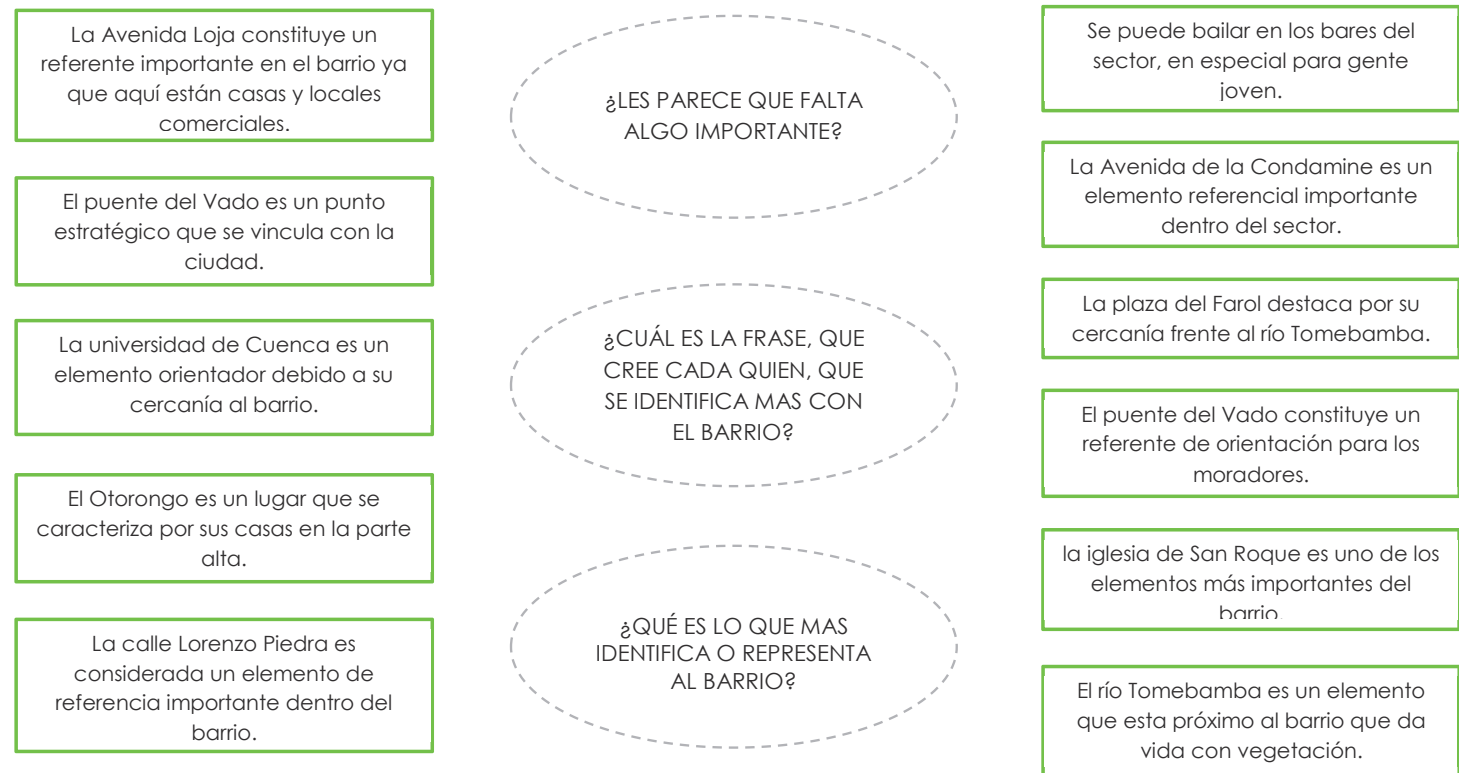 La Avenida Loja constituye un
referente importante en el barrio ya
que aquí están casas y locales
comerciales.
El puente del Vado es un punto
estratégico que se vincula con la
ciudad.
La universidad de Cuenca es un
elemento orientador debido a su
cercanía al barrio.
El Otorongo es un lugar que se
caracteriza por sus casas en la parte
alta.
La calle Lorenzo Piedra es
considerada un elemento de
referencia importante dentro del
barrio.
¿LES PARECE QUE FALTA
ALGO IMPORTANTE?
¿CUÁL ES LA FRASE, QUE
CREE CADA QUIEN, QUE
SE IDENTIFICA MAS CON
EL BARRIO?
¿QUÉ ES LO QUE MAS
IDENTIFICA O REPRESENTA
AL BARRIO?
Se puede bailar en los bares del
sector, en especial para gente
joven.
La Avenida de la Condamine es un
elemento referencial importante
dentro del sector.
La plaza del Farol destaca por su
cercanía frente al río Tomebamba.
El puente del Vado constituye un
referente de orientación para los
moradores.
la iglesia de San Roque es uno de los
elementos más importantes del
barrio.
El río Tomebamba es un elemento
que esta próximo al barrio que da
vida con vegetación.